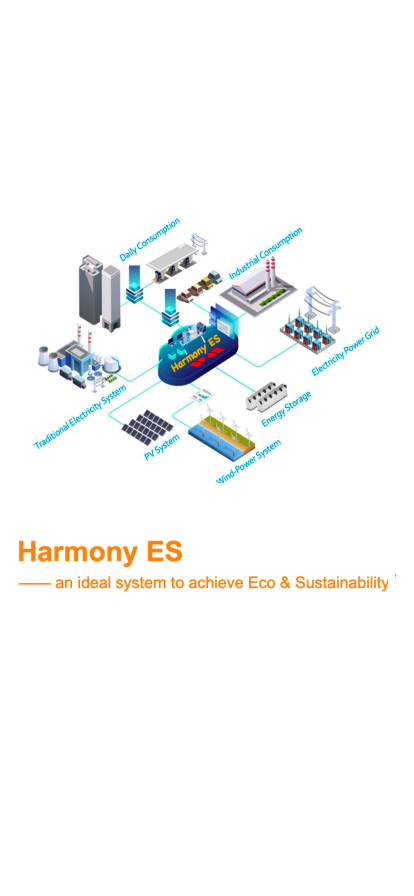 Daily Consumption
Industrial Consumption
Harmony ES
Electricity Power Grid
Traditional Electricity System
Energy Storage
PV System
Wind-Power System
Harmony ES
—— an ideal system to achieve Eco & Sustainability